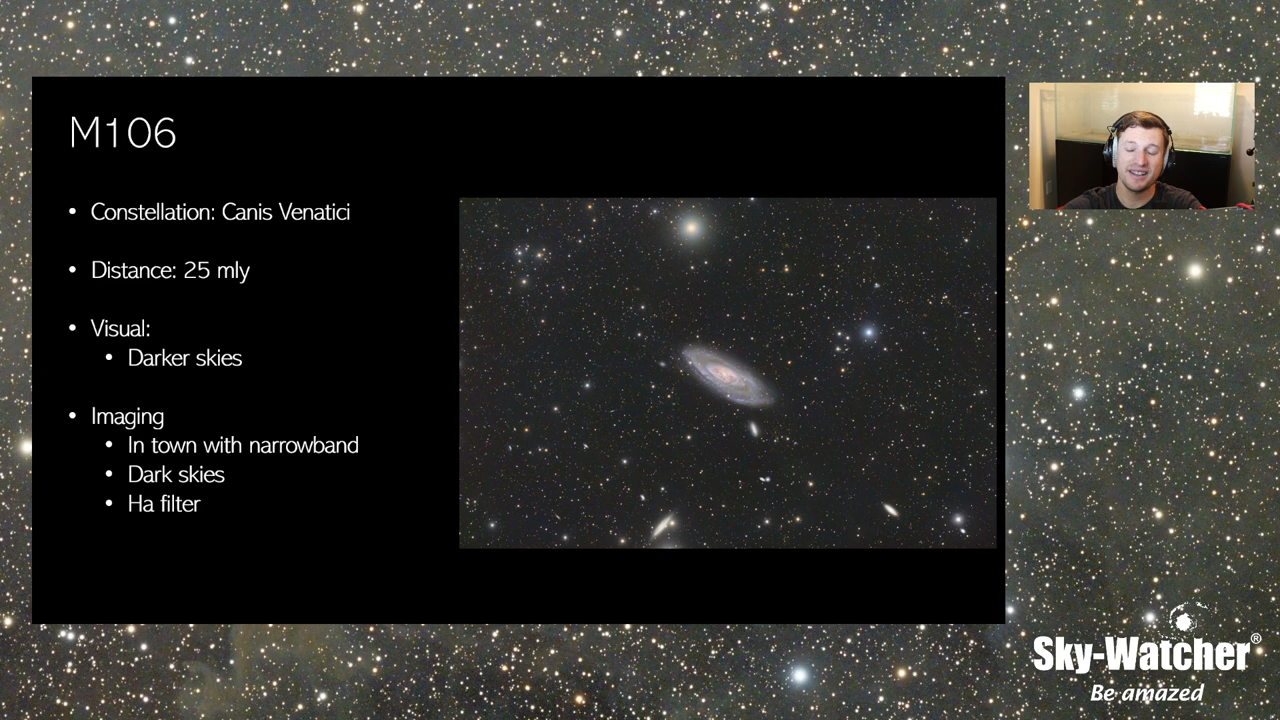 M106
• Constellation: Canis Venatici
• Distance: 25 mly
• Visual:
• Darker skies
• Imaging
• In town with narrowband
• Dark skies
• Ha filter
Sky-Watcher®
Be amazed